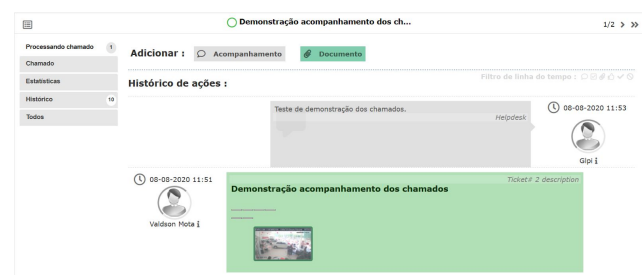 Demonstração acompanhamento dos ch...
1/2
Processando chamado 1
Chamado
Estatísticas
Histórico 10
Todos
Adicionar :
Acompanhamento
Documento
Filtro de linha do tempo :
Histórico de ações :
Teste de demonstração dos chamados.
Helpdesk
08-08-2020 11:53
Glpi i
08-08-2020 11:51
Valdson Mota i
Ticket# 2 description
Demonstração acompanhamento dos chamados